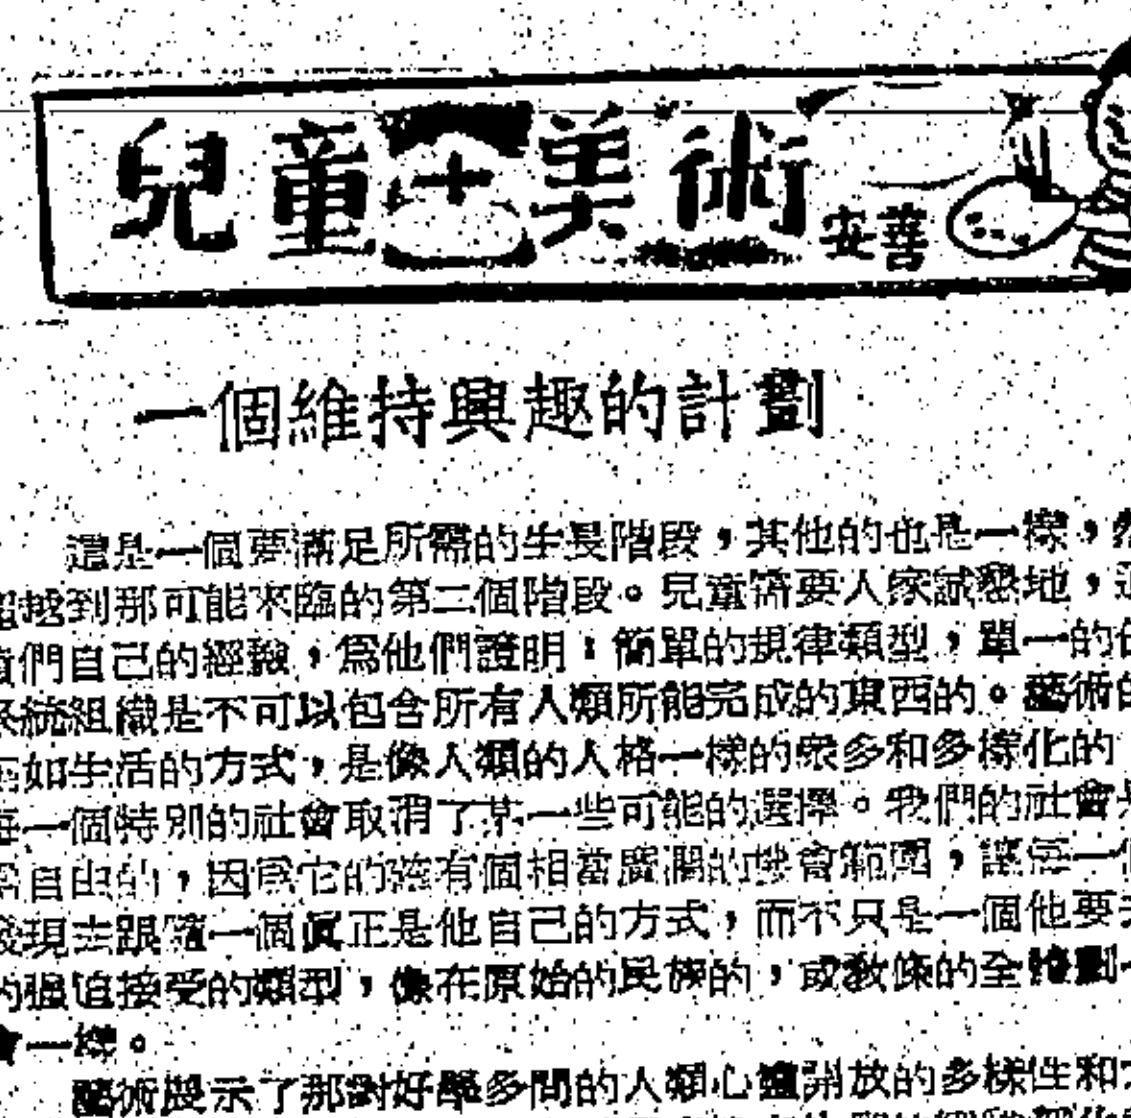 兒童美術
安善
一個維持興趣的計劃
這是一個要滿足所需的生長階段，其他的也是一樣，
超越到那可能來臨的第二個階段。兒童需要人家誠懇地，
們自己的經驗，爲他們證明：簡單的規律類型，單一的
系統組織是不可以包含所有人類所能完成的東西的。藝術
如生活的方式，是像人類的人格一樣的衆多和多樣化的
每一個特別的社會取消了某一些可能的選擇。我們的社會
自由的，因爲它的有個相當廣濶的機會範圍，讓每一
發現去跟隨一個眞正是他自己的方式，而不只是一個他要
的強迫接受的類型，像在原始的民族的，或教條的全
會一樣。
藝術提示了那對好學多問的人類心靈開放的多樣性和